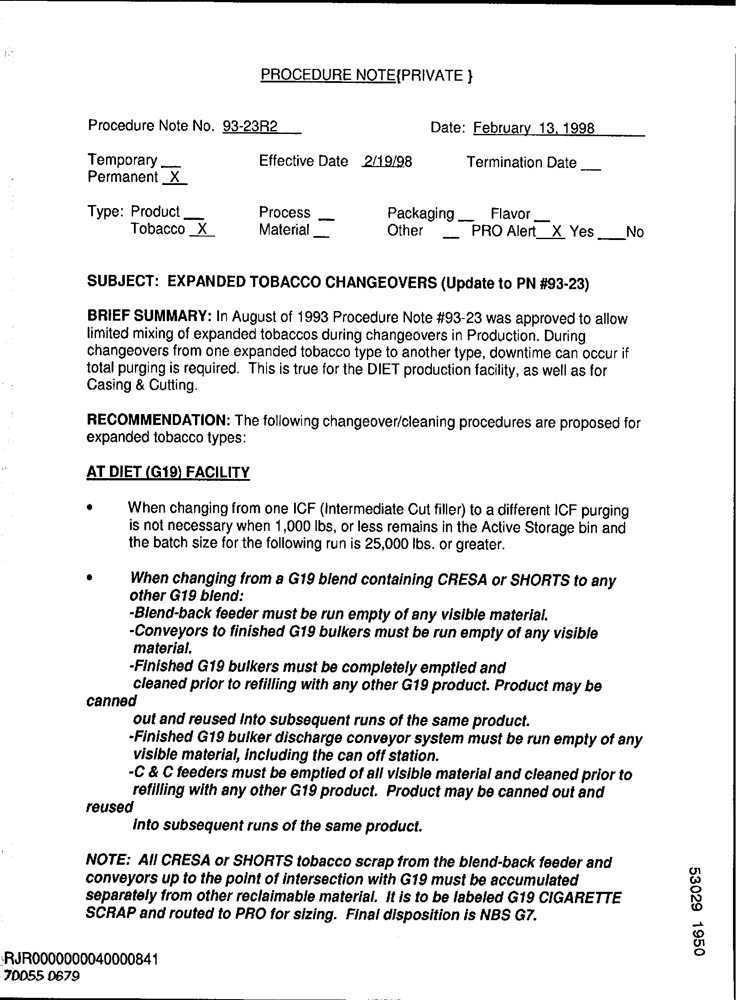 PROCEDURE NOTE{PRIVATE }
Procedure Note No. 93-23R2 Date: February 13, 1998
Temporary __ Effective Date 2/19/98 Termination Date __
Permanent X
Type: Product __ Process __ Packaging __ Flavor __
Tobacco X Material __ Other __ PRO Alert X Yes ___No
SUBJECT: EXPANDED TOBACCO CHANGEOVERS (Update to PN #93-23)
BRIEF SUMMARY: In August of 1993 Procedure Note #93-23 was approved to allow
limited mixing of expanded tobaccos during changeovers in Production. During
changeovers from one expanded tobacco type to another type, downtime can occur if
total purging is required. This is true for the DIET production facility, as well as for
Casing & Cutting.
RECOMMENDATION: The following changeover/cleaning procedures are proposed for
expanded tobacco types:
AT DIET (G19) FACILITY
• When changing from one ICF (Intermediate Cut filler) to a different ICF purging
is not necessary when 1,000 lbs, or less remains in the Active Storage bin and
the batch size for the following run is 25,000 lbs. or greater.
• When changing from a G19 blend containing CRESA or SHORTS to any
other G19 blend:
-Blend-back feeder must be run empty of any visible material.
-Conveyors to finished G19 bulkers must be run empty of any visible
material.
-Finished G19 bulkers must be completely emptied and
cleaned prior to refilling with any other G19 product. Product may be
canned
out and reused into subsequent runs of the same product.
-Finished G19 bulker discharge conveyor system must be run empty of any
visible material, including the can off station.
-C & C feeders must be emptied of all visible material and cleaned prior to
refilling with any other G19 product. Product may be canned out and
reused
into subsequent runs of the same product.
NOTE: All CRESA or SHORTS tobacco scrap from the blend-back feeder and
conveyors up to the point of intersection with G19 must be accumulated
separately from other reclaimable material. It is to be labeled G19 CIGARETTE
SCRAP and routed to PRO for sizing. Final disposition is NBS G7.
53029 1950
RJR0000000040000841
70055 0679